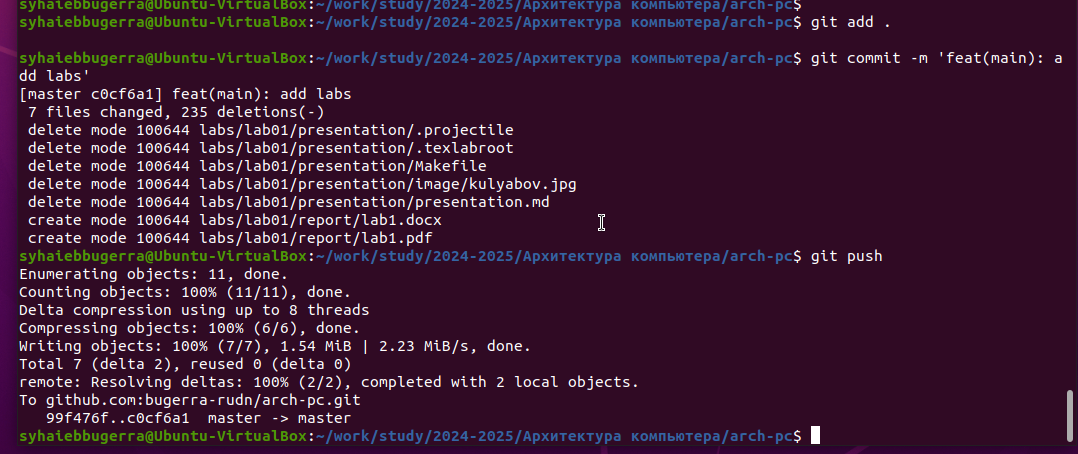 syhaiebbugerra@Ubuntu-VirtualBox:~/work/study/2024-2025/Архитектура компьютера/arch-pc$
syhaiebbugerra@Ubuntu-VirtualBox:~/work/study/2024-2025/Архитектура компьютера/arch-pc$ git add .
syhaiebbugerra@Ubuntu-VirtualBox:~/work/study/2024-2025/Архитектура компьютера/arch-pc$ git commit -m 'feat(main): a
dd labs'
[master c0cf6a1] feat(main): add labs
 7 files changed, 235 deletions(-)
 delete mode 100644 labs/lab01/presentation/.projectile
 delete mode 100644 labs/lab01/presentation/.texlabroot
 delete mode 100644 labs/lab01/presentation/Makefile
 delete mode 100644 labs/lab01/presentation/image/kulyabov.jpg
 delete mode 100644 labs/lab01/presentation/presentation.md
 create mode 100644 labs/lab01/report/lab1.docx
 create mode 100644 labs/lab01/report/lab1.pdf
syhaiebbugerra@Ubuntu-VirtualBox:~/work/study/2024-2025/Архитектура компьютера/arch-pc$ git push
Enumerating objects: 11, done.
Counting objects: 100% (11/11), done.
Delta compression using up to 8 threads
Compressing objects: 100% (6/6), done.
Writing objects: 100% (7/7), 1.54 MiB | 2.23 MiB/s, done.
Total 7 (delta 2), reused 0 (delta 0)
remote: Resolving deltas: 100% (2/2), completed with 2 local objects.
To github.com:bugerra-rudn/arch-pc.git
   99f476f..c0cf6a1  master -> master
syhaiebbugerra@Ubuntu-VirtualBox:~/work/study/2024-2025/Архитектура компьютера/arch-pc$